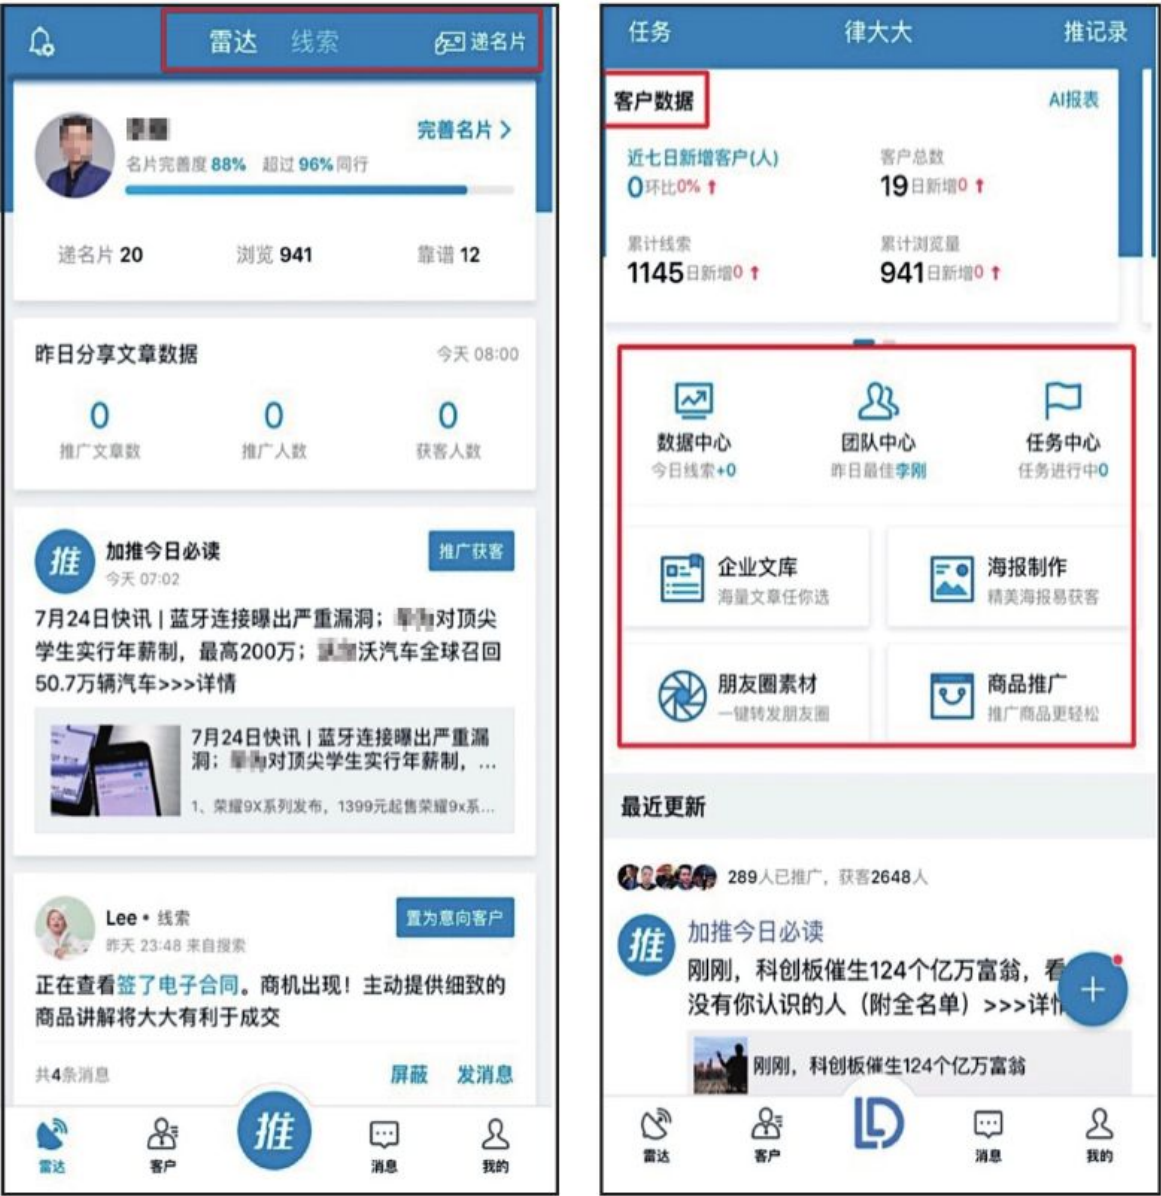 雷达 线索 递名片
完善名片 >
名片完善度 88% 超过 96% 同行
递名片 20 浏览 941 靠谱 12
昨日分享文章数据 今天 08:00
0 0 0
推广文章数 推广人数 获客人数
推 加推今日必读 推广获客
今天 07:02
7月24日快讯 | 蓝牙连接曝出严重漏洞; 对顶尖
学生实行年薪制，最高200万; 沃汽车全球召回
50.7万辆汽车>>>详情
7月24日快讯 | 蓝牙连接曝出严重漏
洞; 对顶尖学生实行年薪制，...
1、荣耀9X系列发布，1399元起售荣耀9x系...
Lee • 线索 置为意向客户
昨天 23:48 来自搜索
正在查看签了电子合同。商机出现！主动提供细致的
商品讲解将大大有利于成交
共4条消息 屏蔽 发消息
推
雷达 客户 消息 我的
任务 律大大 推记录
客户数据 AI报表
近七日新增客户(人) 客户总数
0 环比0% ↑ 19 日新增0 ↑
累计线索 累计浏览量
1145 日新增0 ↑ 941 日新增0 ↑
数据中心 团队中心 任务中心
今日线索+0 昨日最佳李刚 任务进行中0
企业文库 海报制作
海量文章任你选 精美海报易获客
朋友圈素材 商品推广
一键转发朋友圈 推广商品更轻松
最近更新
289人已推广，获客2648人
推 加推今日必读
刚刚，科创板催生124个亿万富翁，看
没有你认识的人（附全名单）>>>详情
+
刚刚，科创板催生124个亿万富翁
LD
雷达 客户 消息 我的